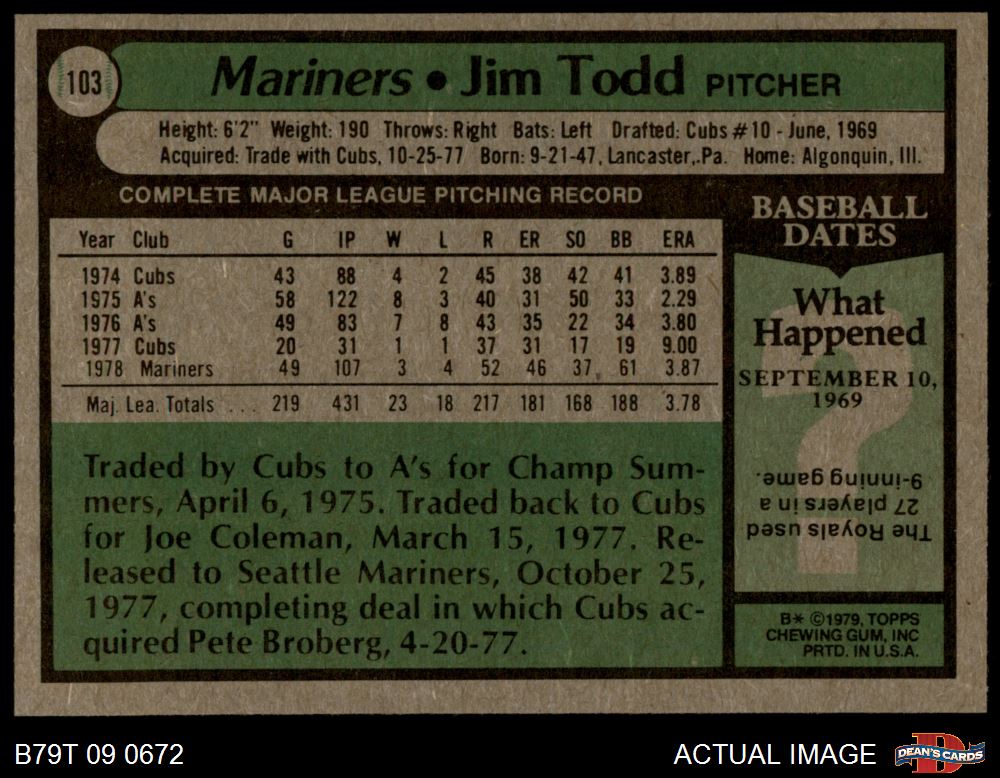 103
Mariners • Jim Todd PITCHER
Height: 6'2" Weight: 190 Throws: Right Bats: Left Drafted: Cubs #10 - June, 1969
Acquired: Trade with Cubs, 10-25-77 Born: 9-21-47, Lancaster,.Pa. Home: Algonquin, Ill.
COMPLETE MAJOR LEAGUE PITCHING RECORD
Year Club G IP W L R ER SO BB ERA
1974 Cubs 43 88 4 2 45 38 42 41 3.89
1975 A's 58 122 8 3 40 31 50 33 2.29
1976 A's 49 83 7 8 43 35 22 34 3.80
1977 Cubs 20 31 1 1 37 31 17 19 9.00
1978 Mariners 49 107 3 4 52 46 37 61 3.87
Maj. Lea. Totals ... 219 431 23 18 217 181 168 188 3.78
Traded by Cubs to A's for Champ Sum-
mers, April 6, 1975. Traded back to Cubs
for Joe Coleman, March 15, 1977. Re-
leased to Seattle Mariners, October 25,
1977, completing deal in which Cubs ac-
quired Pete Broberg, 4-20-77.
BASEBALL
DATES
What
Happened
SEPTEMBER 10,
1969
?
The Royals used
27 players in a
9-inning game.
B* ©1979, TOPPS
CHEWING GUM, INC
PRTD. IN U.S.A.
B79T 09 0672
ACTUAL IMAGE
DEAN'S CARDS